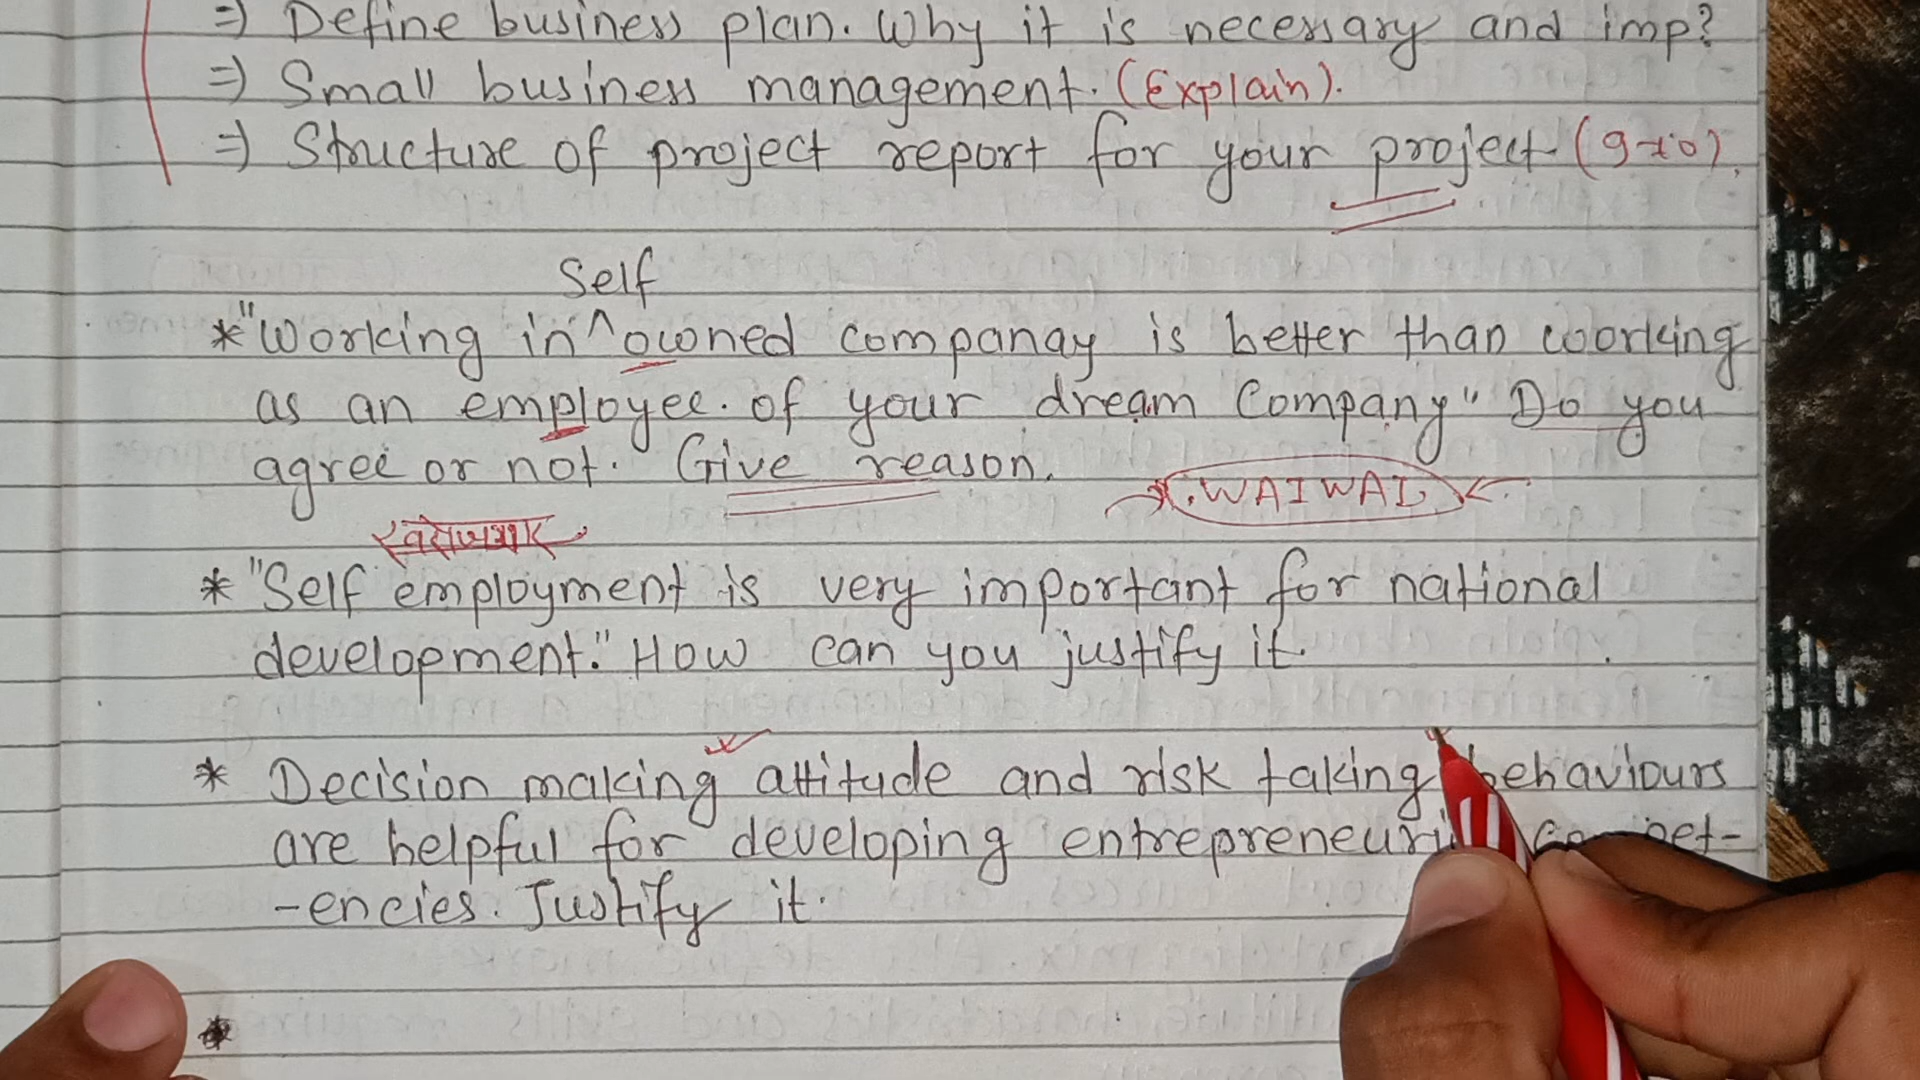 ⇒ Define business plan. Why it is necessary and imp?
⇒ Small business management. (Explain).
⇒ Structure of project report for your project (
Self
* "Working in ^ owned companay is better than working
as an employee. of your dream Company" Do you
agree or not. Give reason.
WAIWAI
* "Self employment is very important for national
development." How can you justify it.
* Decision making attitude and risk taking behaviours
are helpful for developing
-encies. Justify it.
*